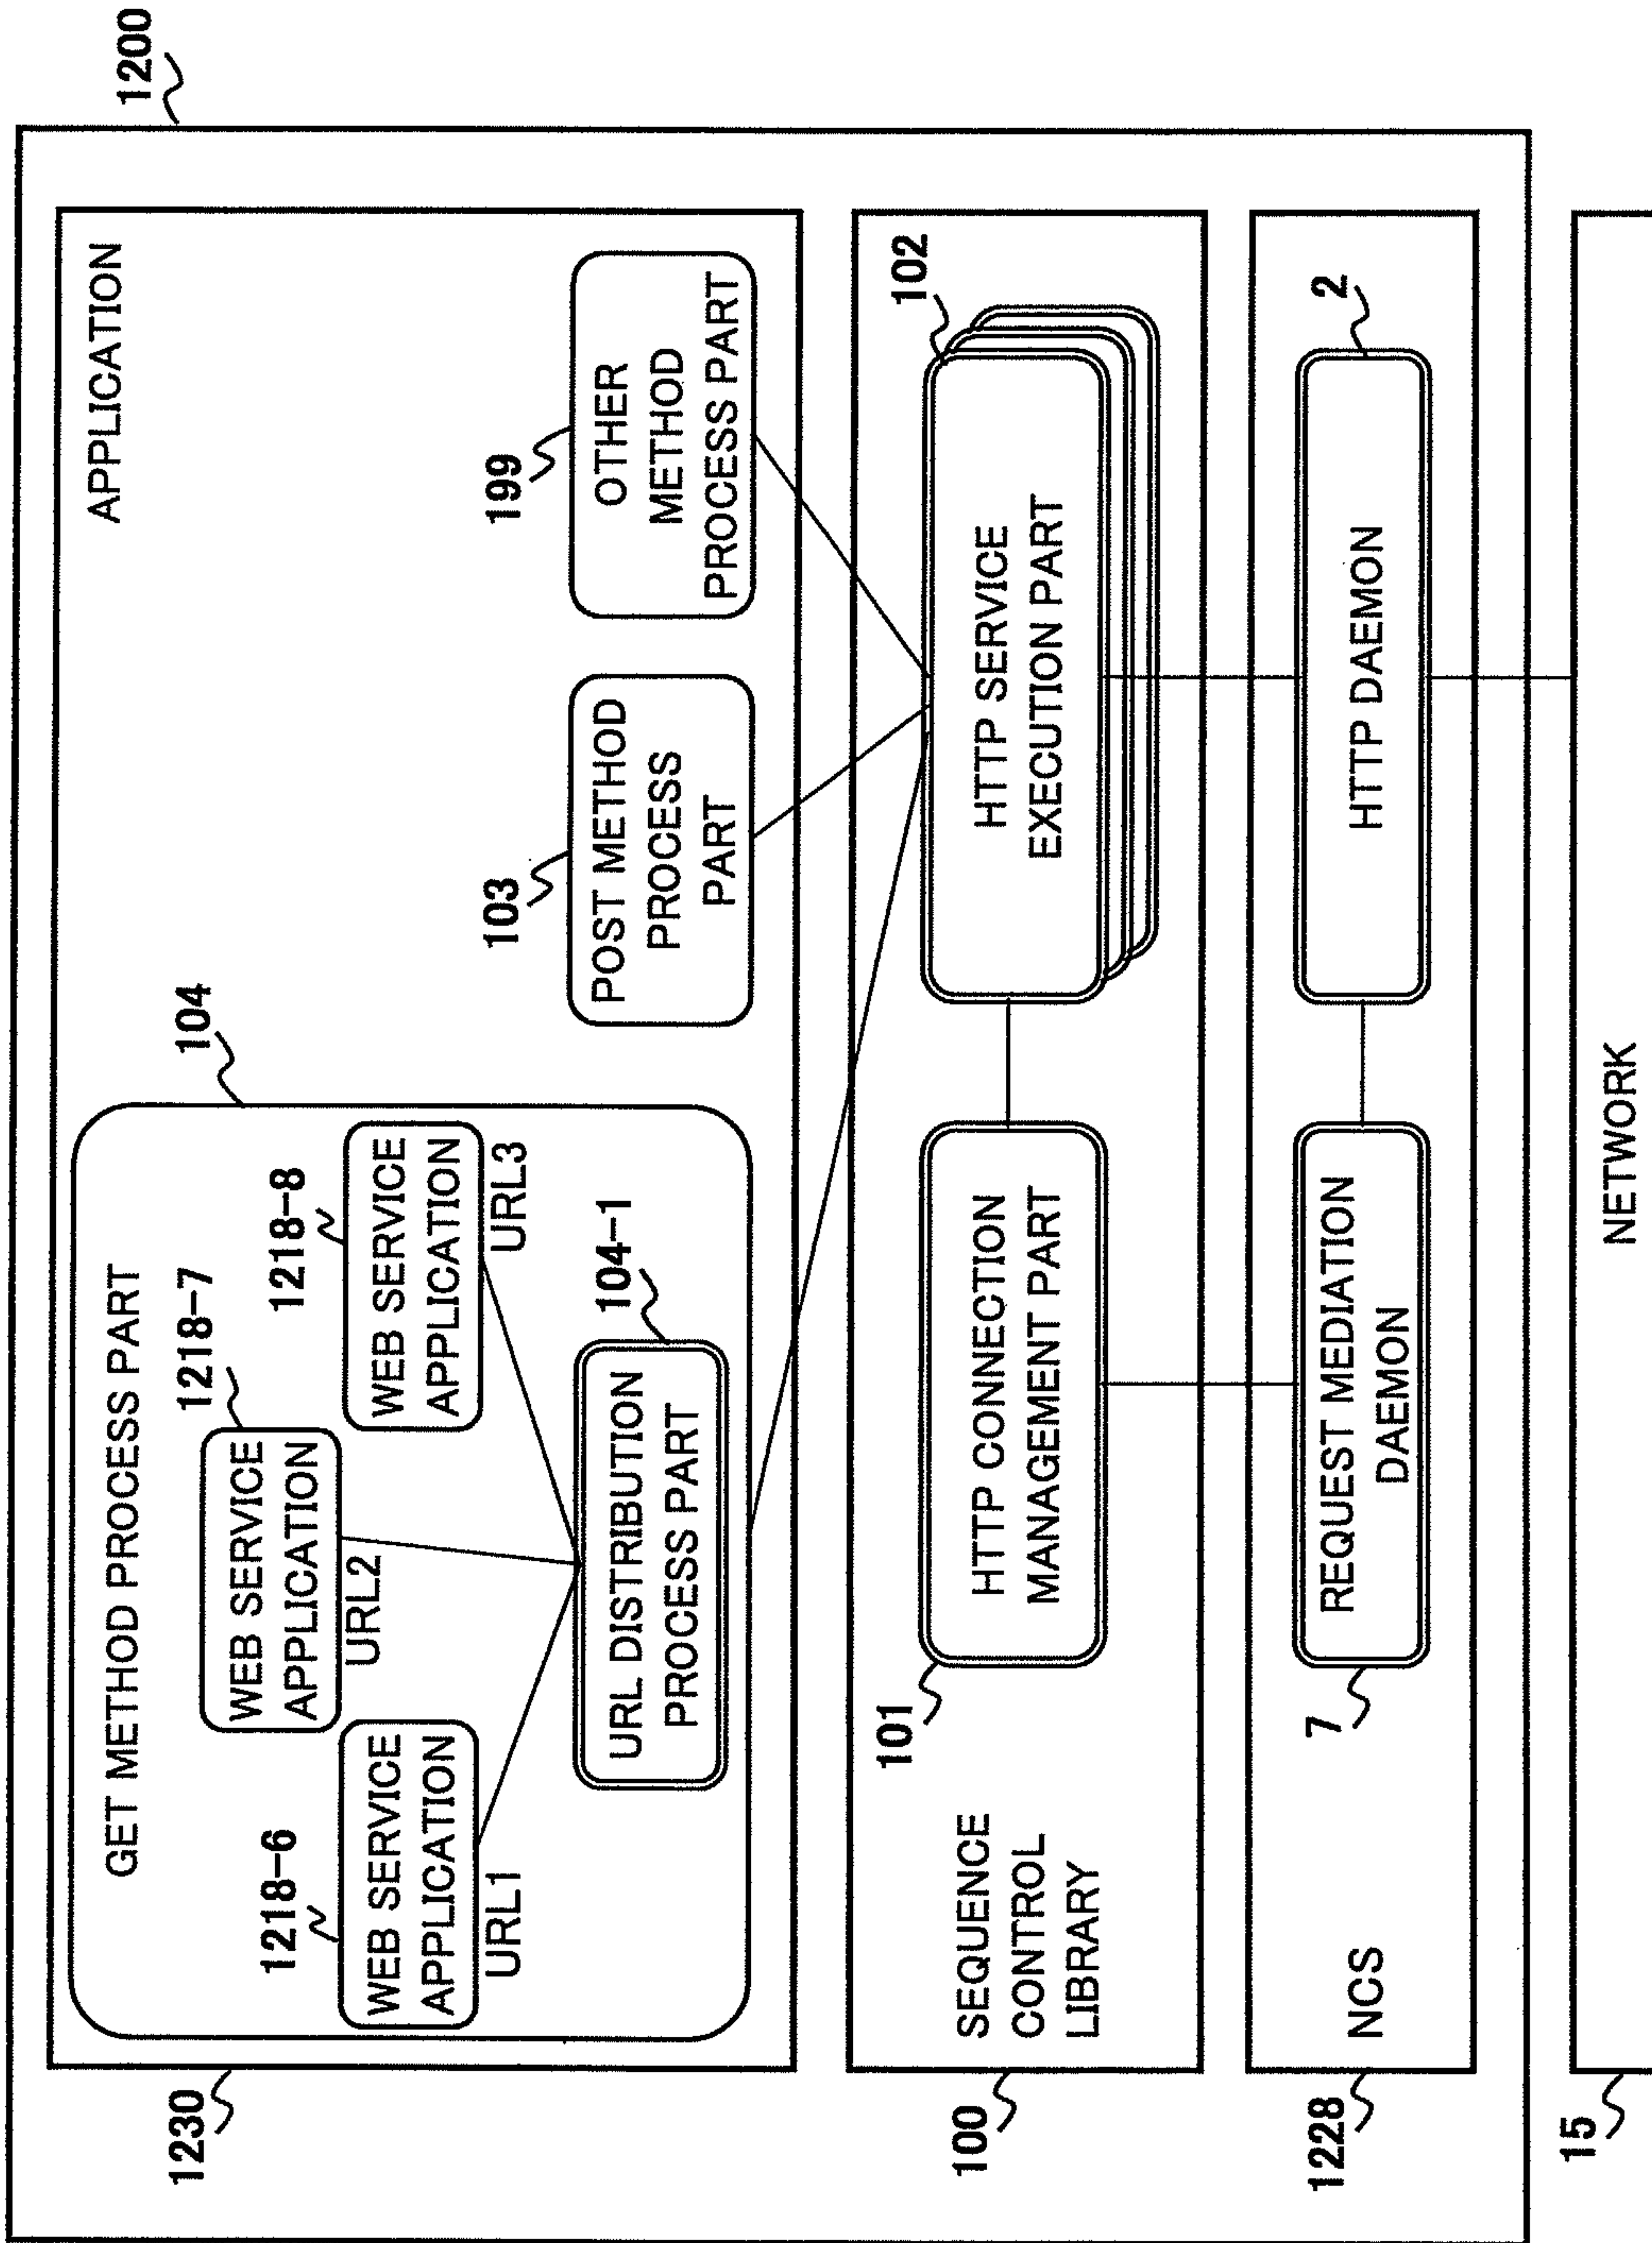 1200
1230
APPLICATION
GET METHOD PROCESS PART
104
1218-7
WEB SERVICE
APPLICATION
URL2
1218-6
WEB SERVICE
APPLICATION
URL1
1218-8
WEB SERVICE
APPLICATION
URL3
104-1
URL DISTRIBUTION
PROCESS PART
103
POST METHOD
PROCESS
PART
199
OTHER
METHOD
PROCESS PART
100
SEQUENCE
CONTROL
LIBRARY
101
HTTP CONNECTION
MANAGEMENT PART
102
HTTP SERVICE
EXECUTION PART
1228
NCS
7
REQUEST MEDIATION
DAEMON
2
HTTP DAEMON
15
NETWORK